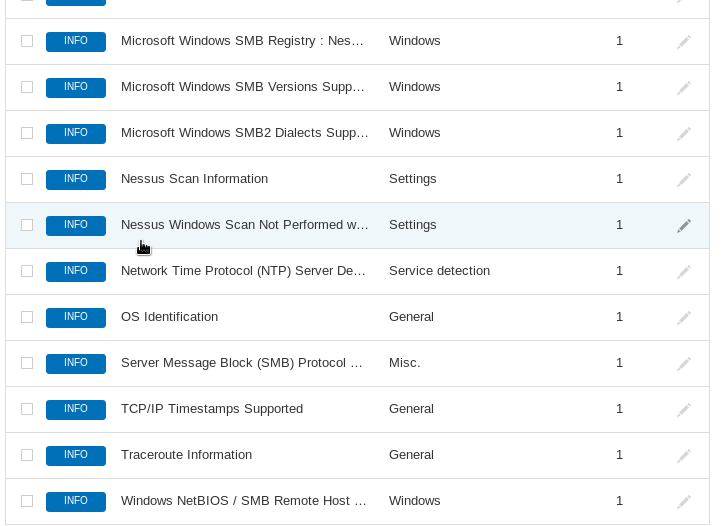 INFO Microsoft Windows SMB Registry : Nes... Windows 1
INFO Microsoft Windows SMB Versions Supp... Windows 1
INFO Microsoft Windows SMB2 Dialects Supp... Windows 1
INFO Nessus Scan Information Settings 1
INFO Nessus Windows Scan Not Performed w... Settings 1
INFO Network Time Protocol (NTP) Server De... Service detection 1
INFO OS Identification General 1
INFO Server Message Block (SMB) Protocol ... Misc. 1
INFO TCP/IP Timestamps Supported General 1
INFO Traceroute Information General 1
INFO Windows NetBIOS / SMB Remote Host ... Windows 1